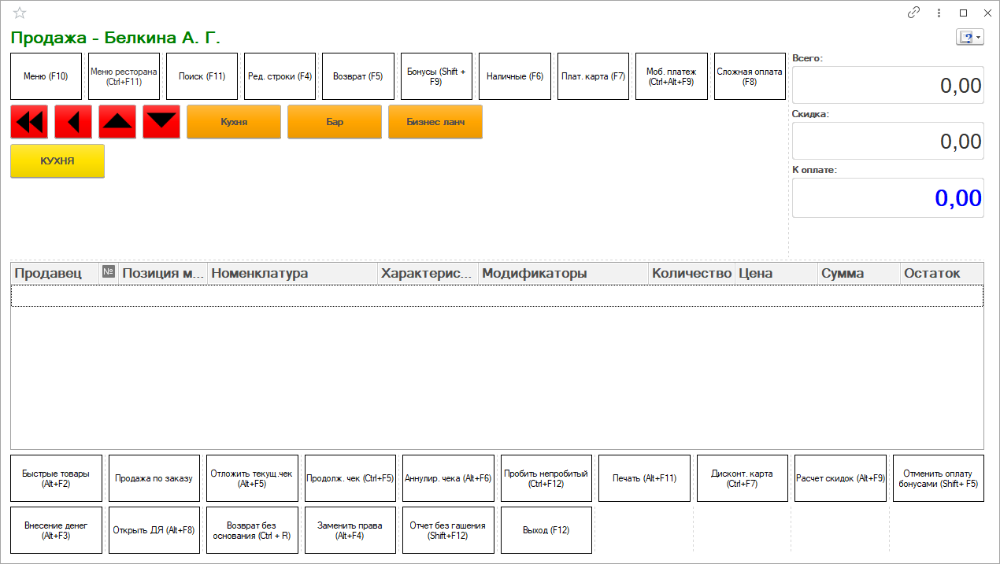 Продажа - Белкина А. Г.
?
Меню (F10)
Меню ресторана
(Ctrl+F11)
Поиск (F11)
Ред. строки (F4)
Возврат (F5)
Бонусы (Shift +
F9)
Наличные (F6)
Плат. карта (F7)
Моб. платеж
(Ctrl+Alt+F9)
Сложная оплата
(F8)
Всего:
0,00
Скидка:
0,00
К оплате:
0,00
Кухня
Бар
Бизнес ланч
КУХНЯ
Продавец
№
Позиция м...
Номенклатура
Характерис...
Модификаторы
Количество
Цена
Сумма
Остаток
Быстрые товары
(Alt+F2)
Продажа по заказу
Отложить текущ.чек
(Alt+F5)
Продолж. чек (Ctrl+F5)
Аннулир. чека (Alt+F6)
Пробить непробитый
(Ctrl+F12)
Печать (Alt+F11)
Дисконт. карта
(Ctrl+F7)
Расчет скидок (Alt+F9)
Отменить оплату
бонусами (Shift+ F5)
Внесение денег
(Alt+F3)
Открыть ДЯ (Alt+F8)
Возврат без
основания (Ctrl + R)
Заменить права
(Alt+F4)
Отчет без гашения
(Shift+F12)
Выход (F12)